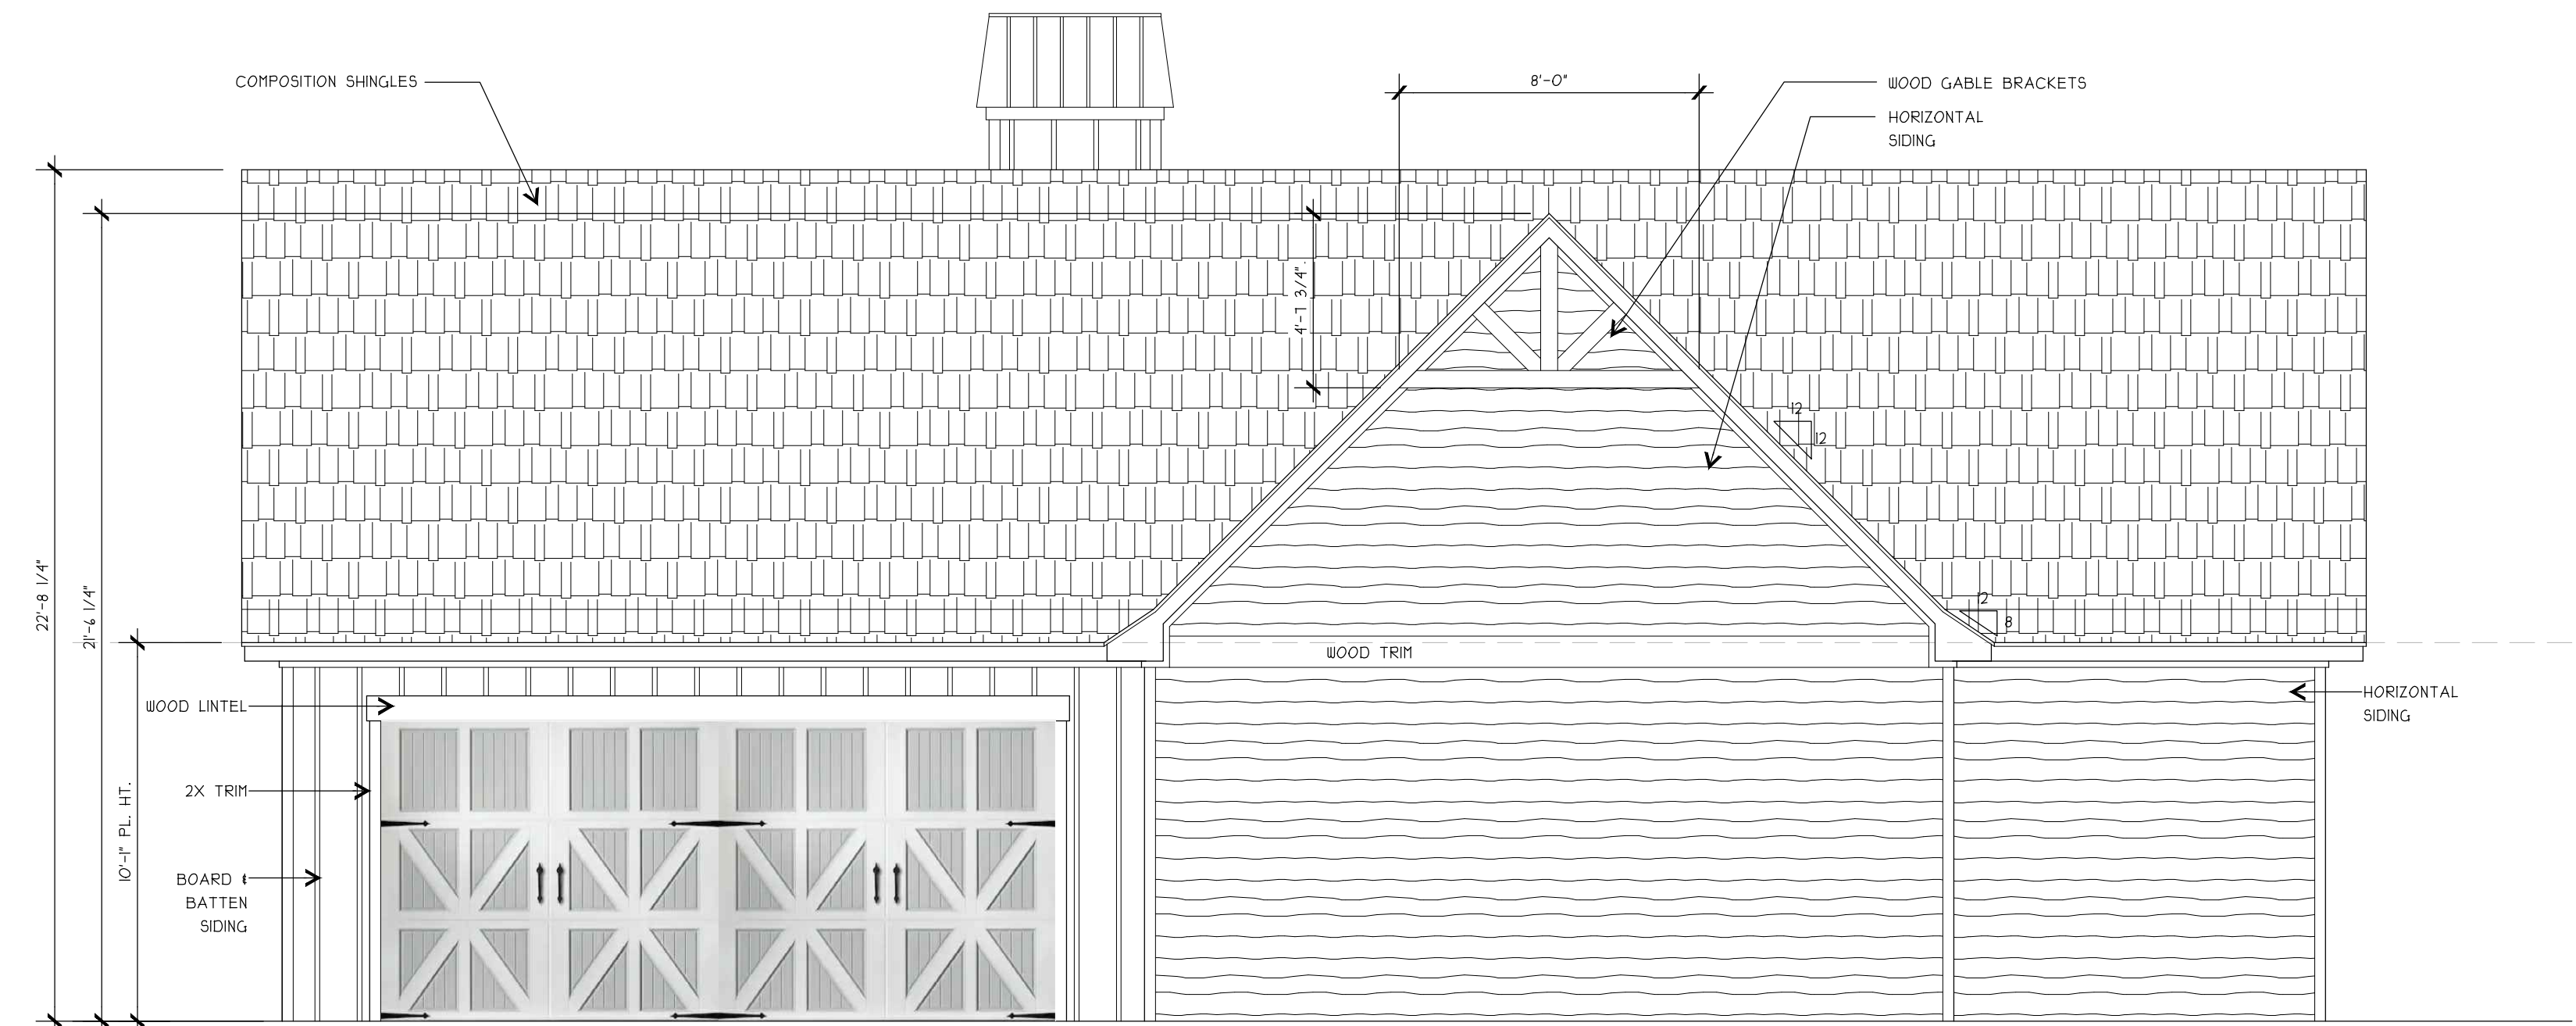 COMPOSITION SHINGLES
8'-0"
WOOD GABLE BRACKETS
HORIZONTAL
SIDING
4'-7 3/4"
12
12
22'-8 1/4"
21'-6 1/4"
12
8
WOOD TRIM
WOOD LINTEL
HORIZONTAL
SIDING
2X TRIM
10'-1" PL. HT.
BOARD &
BATTEN
SIDING